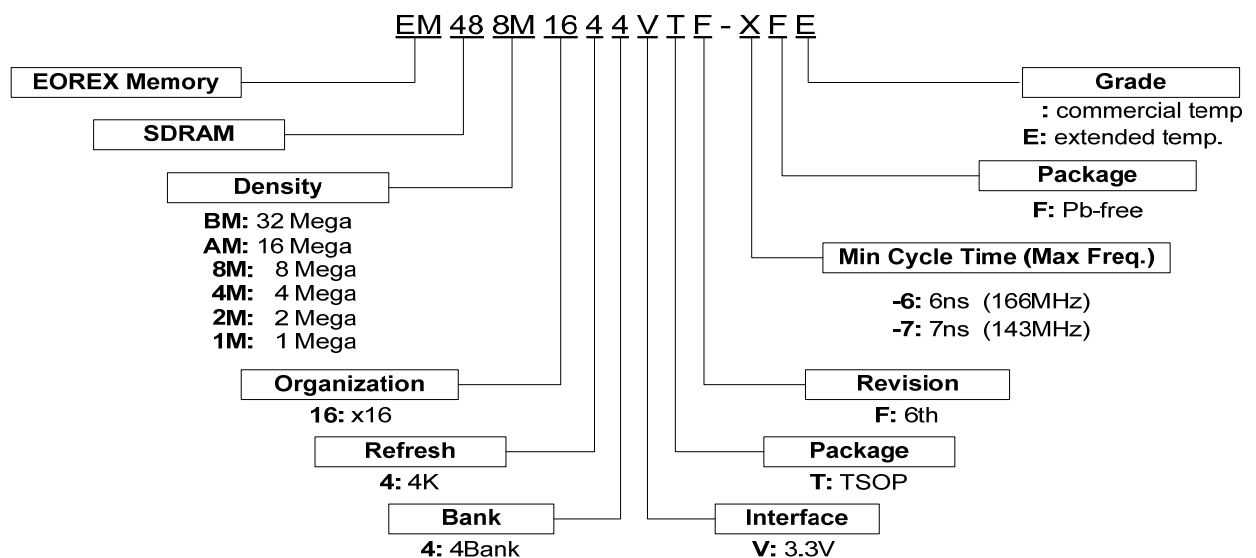 EM 48 8M 16 4 4 V T F - X F E
EOREX Memory
SDRAM
Density
BM: 32 Mega
AM: 16 Mega
8M: 8 Mega
4M: 4 Mega
2M: 2 Mega
1M: 1 Mega
Organization
16: x16
Refresh
4: 4K
Bank
4: 4Bank
Grade
: commercial temp
E: extended temp.
Package
F: Pb-free
Min Cycle Time (Max Freq.)
-6: 6ns (166MHz)
-7: 7ns (143MHz)
Revision
F: 6th
Package
T: TSOP
Interface
V: 3.3V